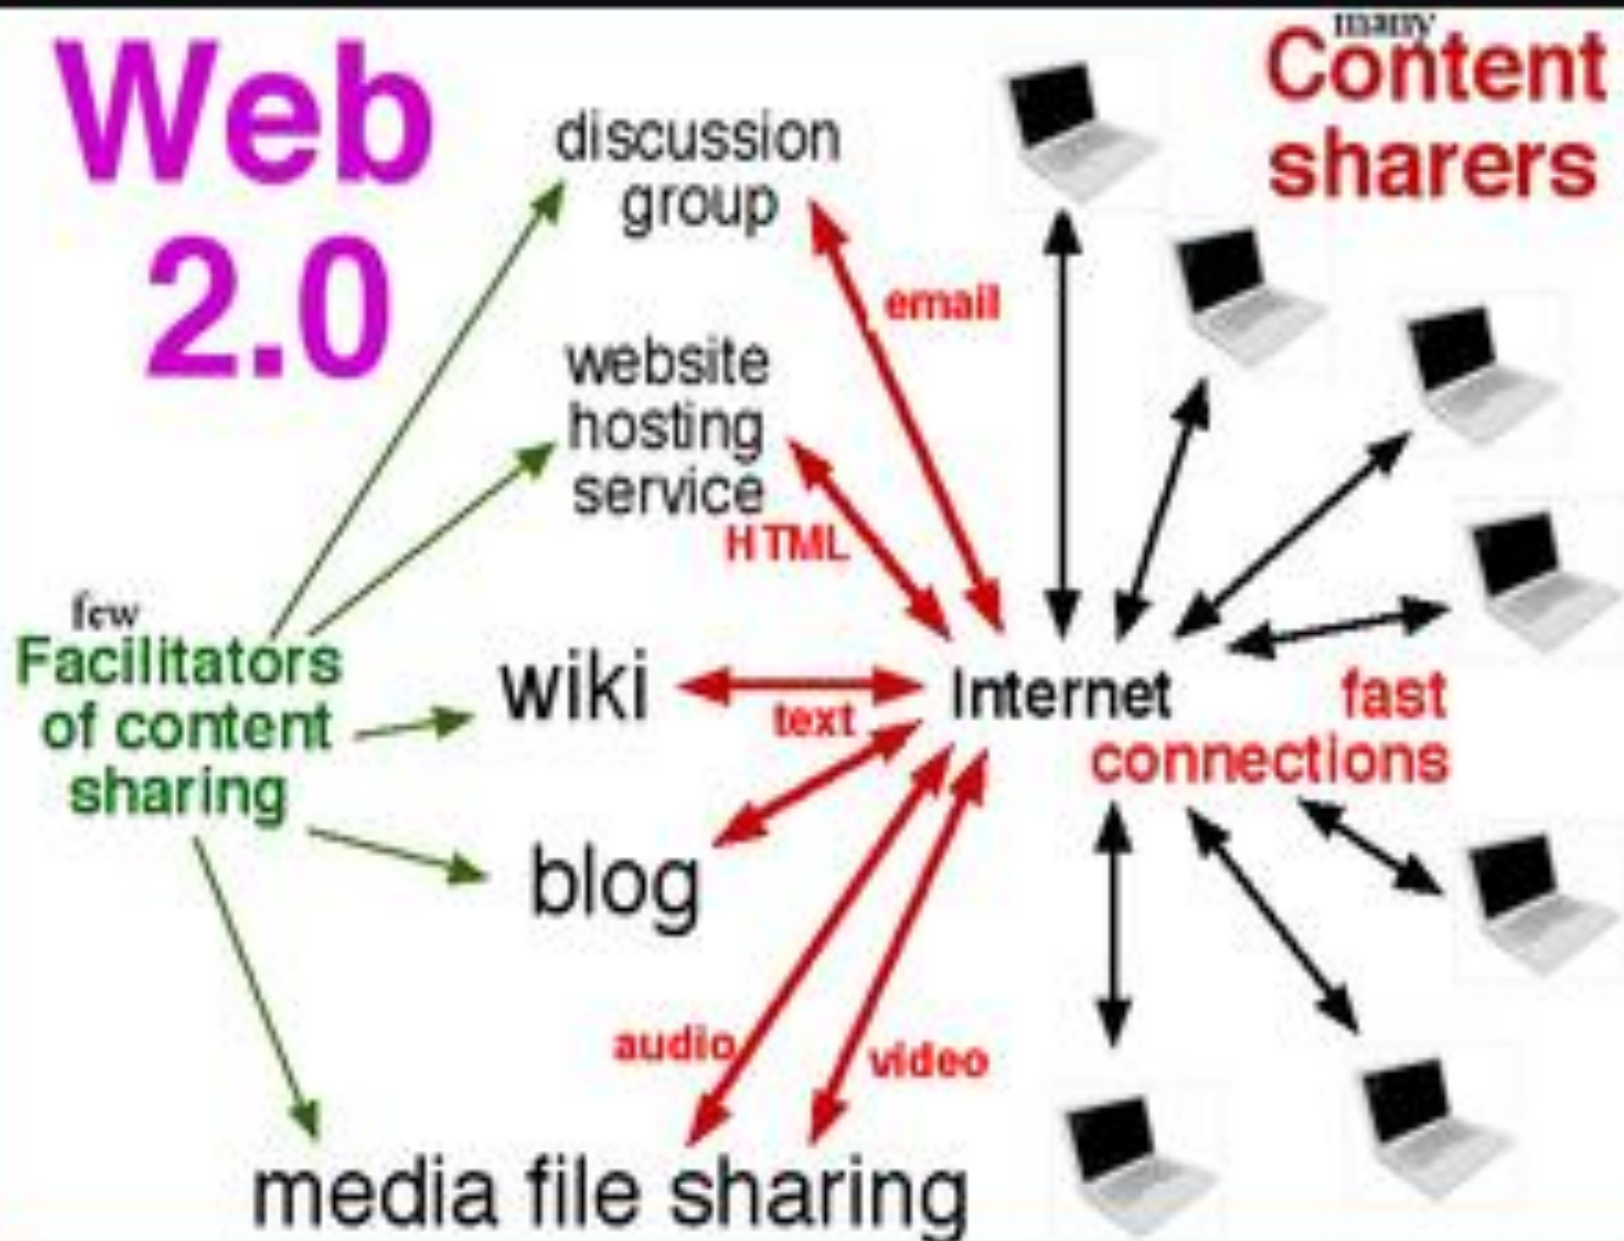 Web
2.0
many
Content
sharers
discussion
group
email
website
hosting
service
HTML
few
Facilitators
of content
sharing
wiki
text
Internet
fast
connections
blog
audio
video
media file sharing